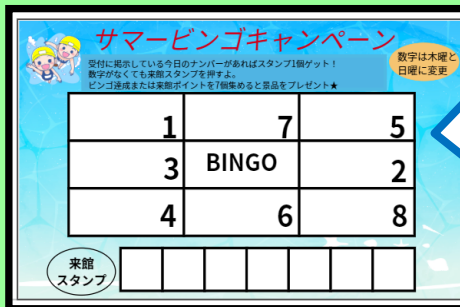 サマービンゴキャンペーン
受付に掲示している今日のナンバーがあればスタンプ1個ゲット！
数字がなくても来館スタンプを押すよ。
ビンゴ達成または来館ポイントを7個集めると景品をプレゼント★
数字は木曜と
日曜に変更
1 7 5
3 BINGO 2
4 6 8
来館
スタンプ